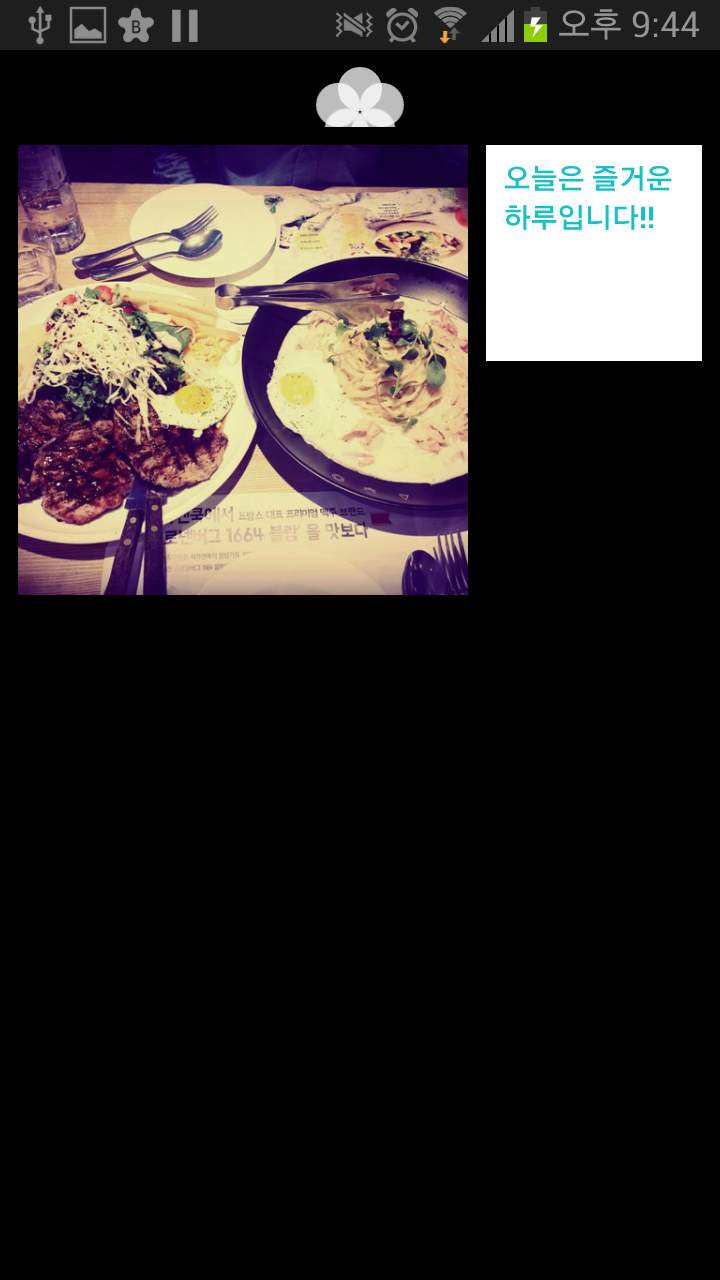 오후 9:44
오늘은 즐거운
하루입니다!!
프랑스 대표 프리미엄 맥주 브랜드
1664 블랑' 을 맛보다